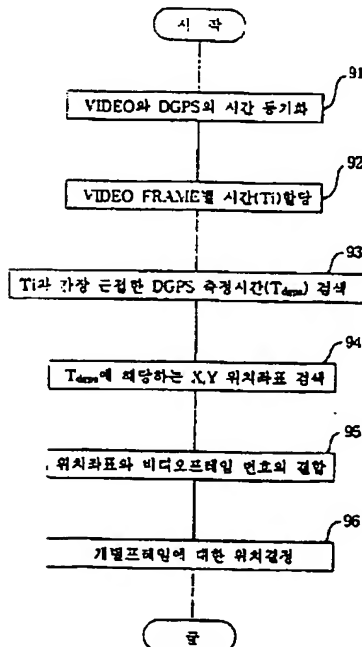 시 작
91
VIDEO와 DGPS의 시간 동기화
92
VIDEO FRAME별 시간(Ti)할당
93
Ti과 가장 근접한 DGPS 측정시간(Tdgps) 검색
94
Tdgps에 해당하는 X,Y 위치좌표 검색
95
위치좌표와 비디오프레임 번호의 결합
96
개별프레임에 대한 위치결정
끝